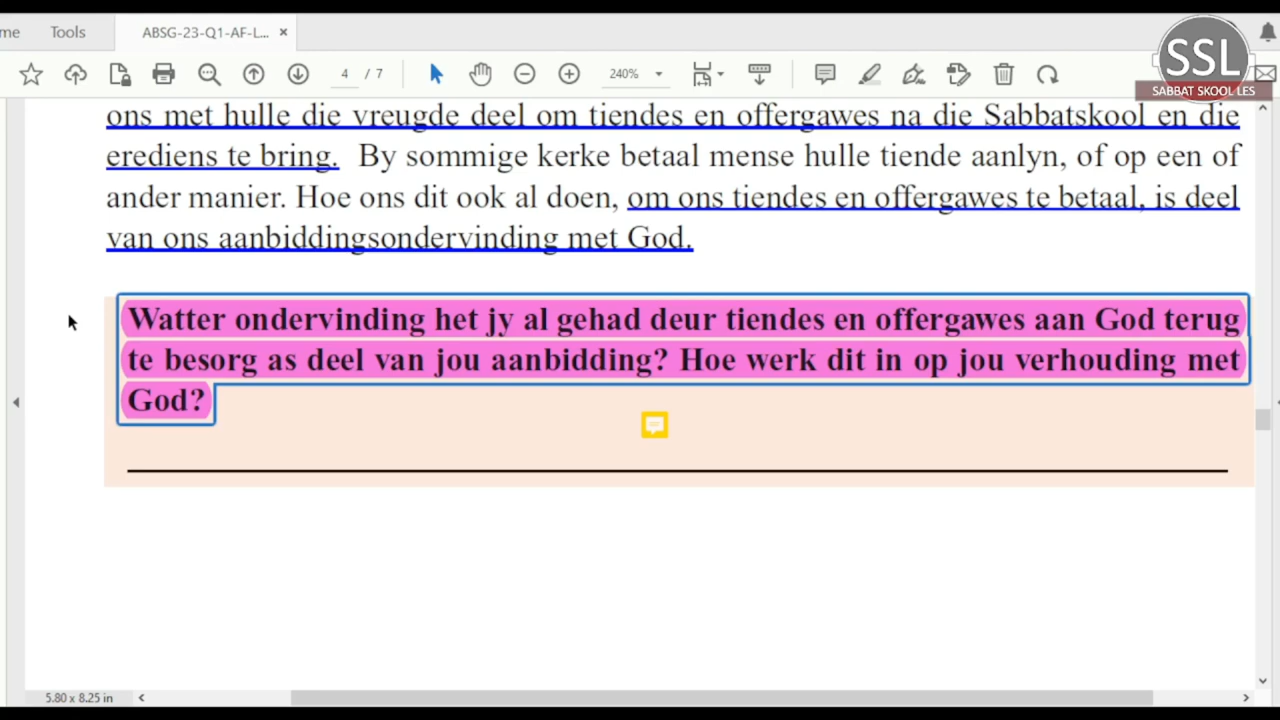 me Tools ABSG-23-Q1-AF-L... ×
4 / 7 240%
SSL
SABBAT SKOOL LES
ons met hulle die vreugde deel om tiendes en offergawes na die Sabbatskool en die
erediens te bring. By sommige kerke betaal mense hulle tiende aanlyn, of op een of
ander manier. Hoe ons dit ook al doen, om ons tiendes en offergawes te betaal, is deel
van ons aanbiddingsondervinding met God.
Watter ondervinding het jy al gehad deur tiendes en offergawes aan God terug
te besorg as deel van jou aanbidding? Hoe werk dit in op jou verhouding met
God?
5.80 x 8.25 in